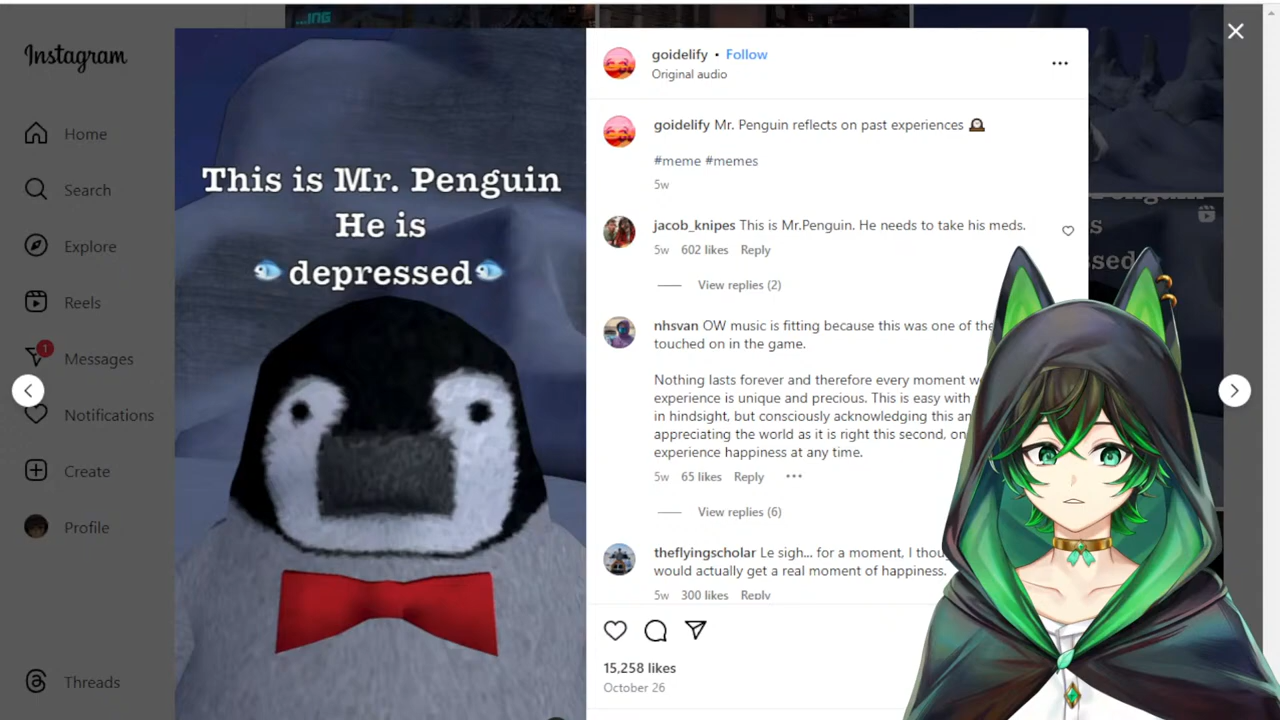 ...ING
Instagram
Home
Search
Explore
Reels
1
Messages
Notifications
Create
Profile
Threads
This is Mr. Penguin
He is
depressed
goidelify • Follow
Original audio
goidelify Mr. Penguin reflects on past experiences
#meme #memes
5w
jacob_knipes This is Mr.Penguin. He needs to take his meds.
5w 602 likes Reply
View replies (2)
nhsvan OW music is fitting because this was one of the
touched on in the game.
Nothing lasts forever and therefore every moment
experience is unique and precious. This is easy with
in hindsight, but consciously acknowledging this
appreciating the world as it is right this second,
experience happiness at any time.
5w 65 likes Reply
View replies (6)
theflyingscholar Le sigh... for a moment, I
would actually get a real moment of happiness.
5w 300 likes Reply
15,258 likes
October 26